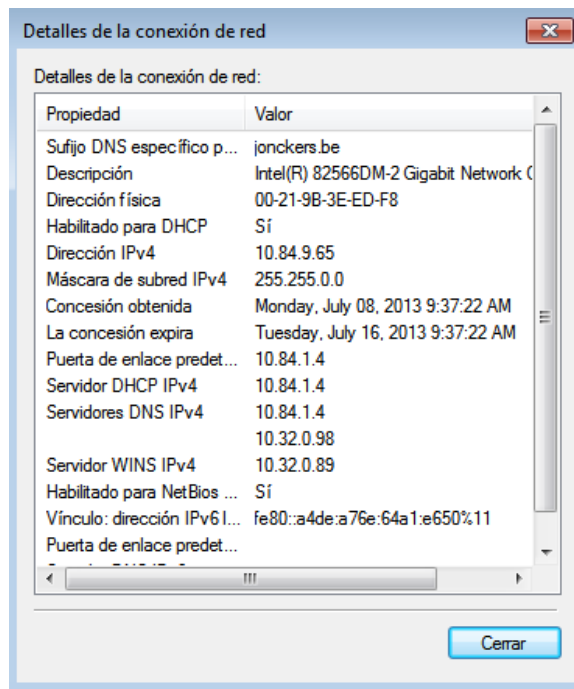 Detalles de la conexión de red
Detalles de la conexión de red:
Propiedad Valor
Sufijo DNS específico p... jonckers.be
Descripción Intel(R) 82566DM-2 Gigabit Network
Dirección física 00-21-9B-3E-ED-F8
Habilitado para DHCP Sí
Dirección IPv4 10.84.9.65
Máscara de subred IPv4 255.255.0.0
Concesión obtenida Monday, July 08, 2013 9:37:22 AM
La concesión expira Tuesday, July 16, 2013 9:37:22 AM
Puerta de enlace predet... 10.84.1.4
Servidor DHCP IPv4 10.84.1.4
Servidores DNS IPv4 10.84.1.4
10.32.0.98
Servidor WINS IPv4 10.32.0.89
Habilitado para NetBios ... Sí
Vínculo: dirección IPv6 l... fe80::a4de:a76e:64a1:e650%11
Puerta de enlace predet...
Cerrar